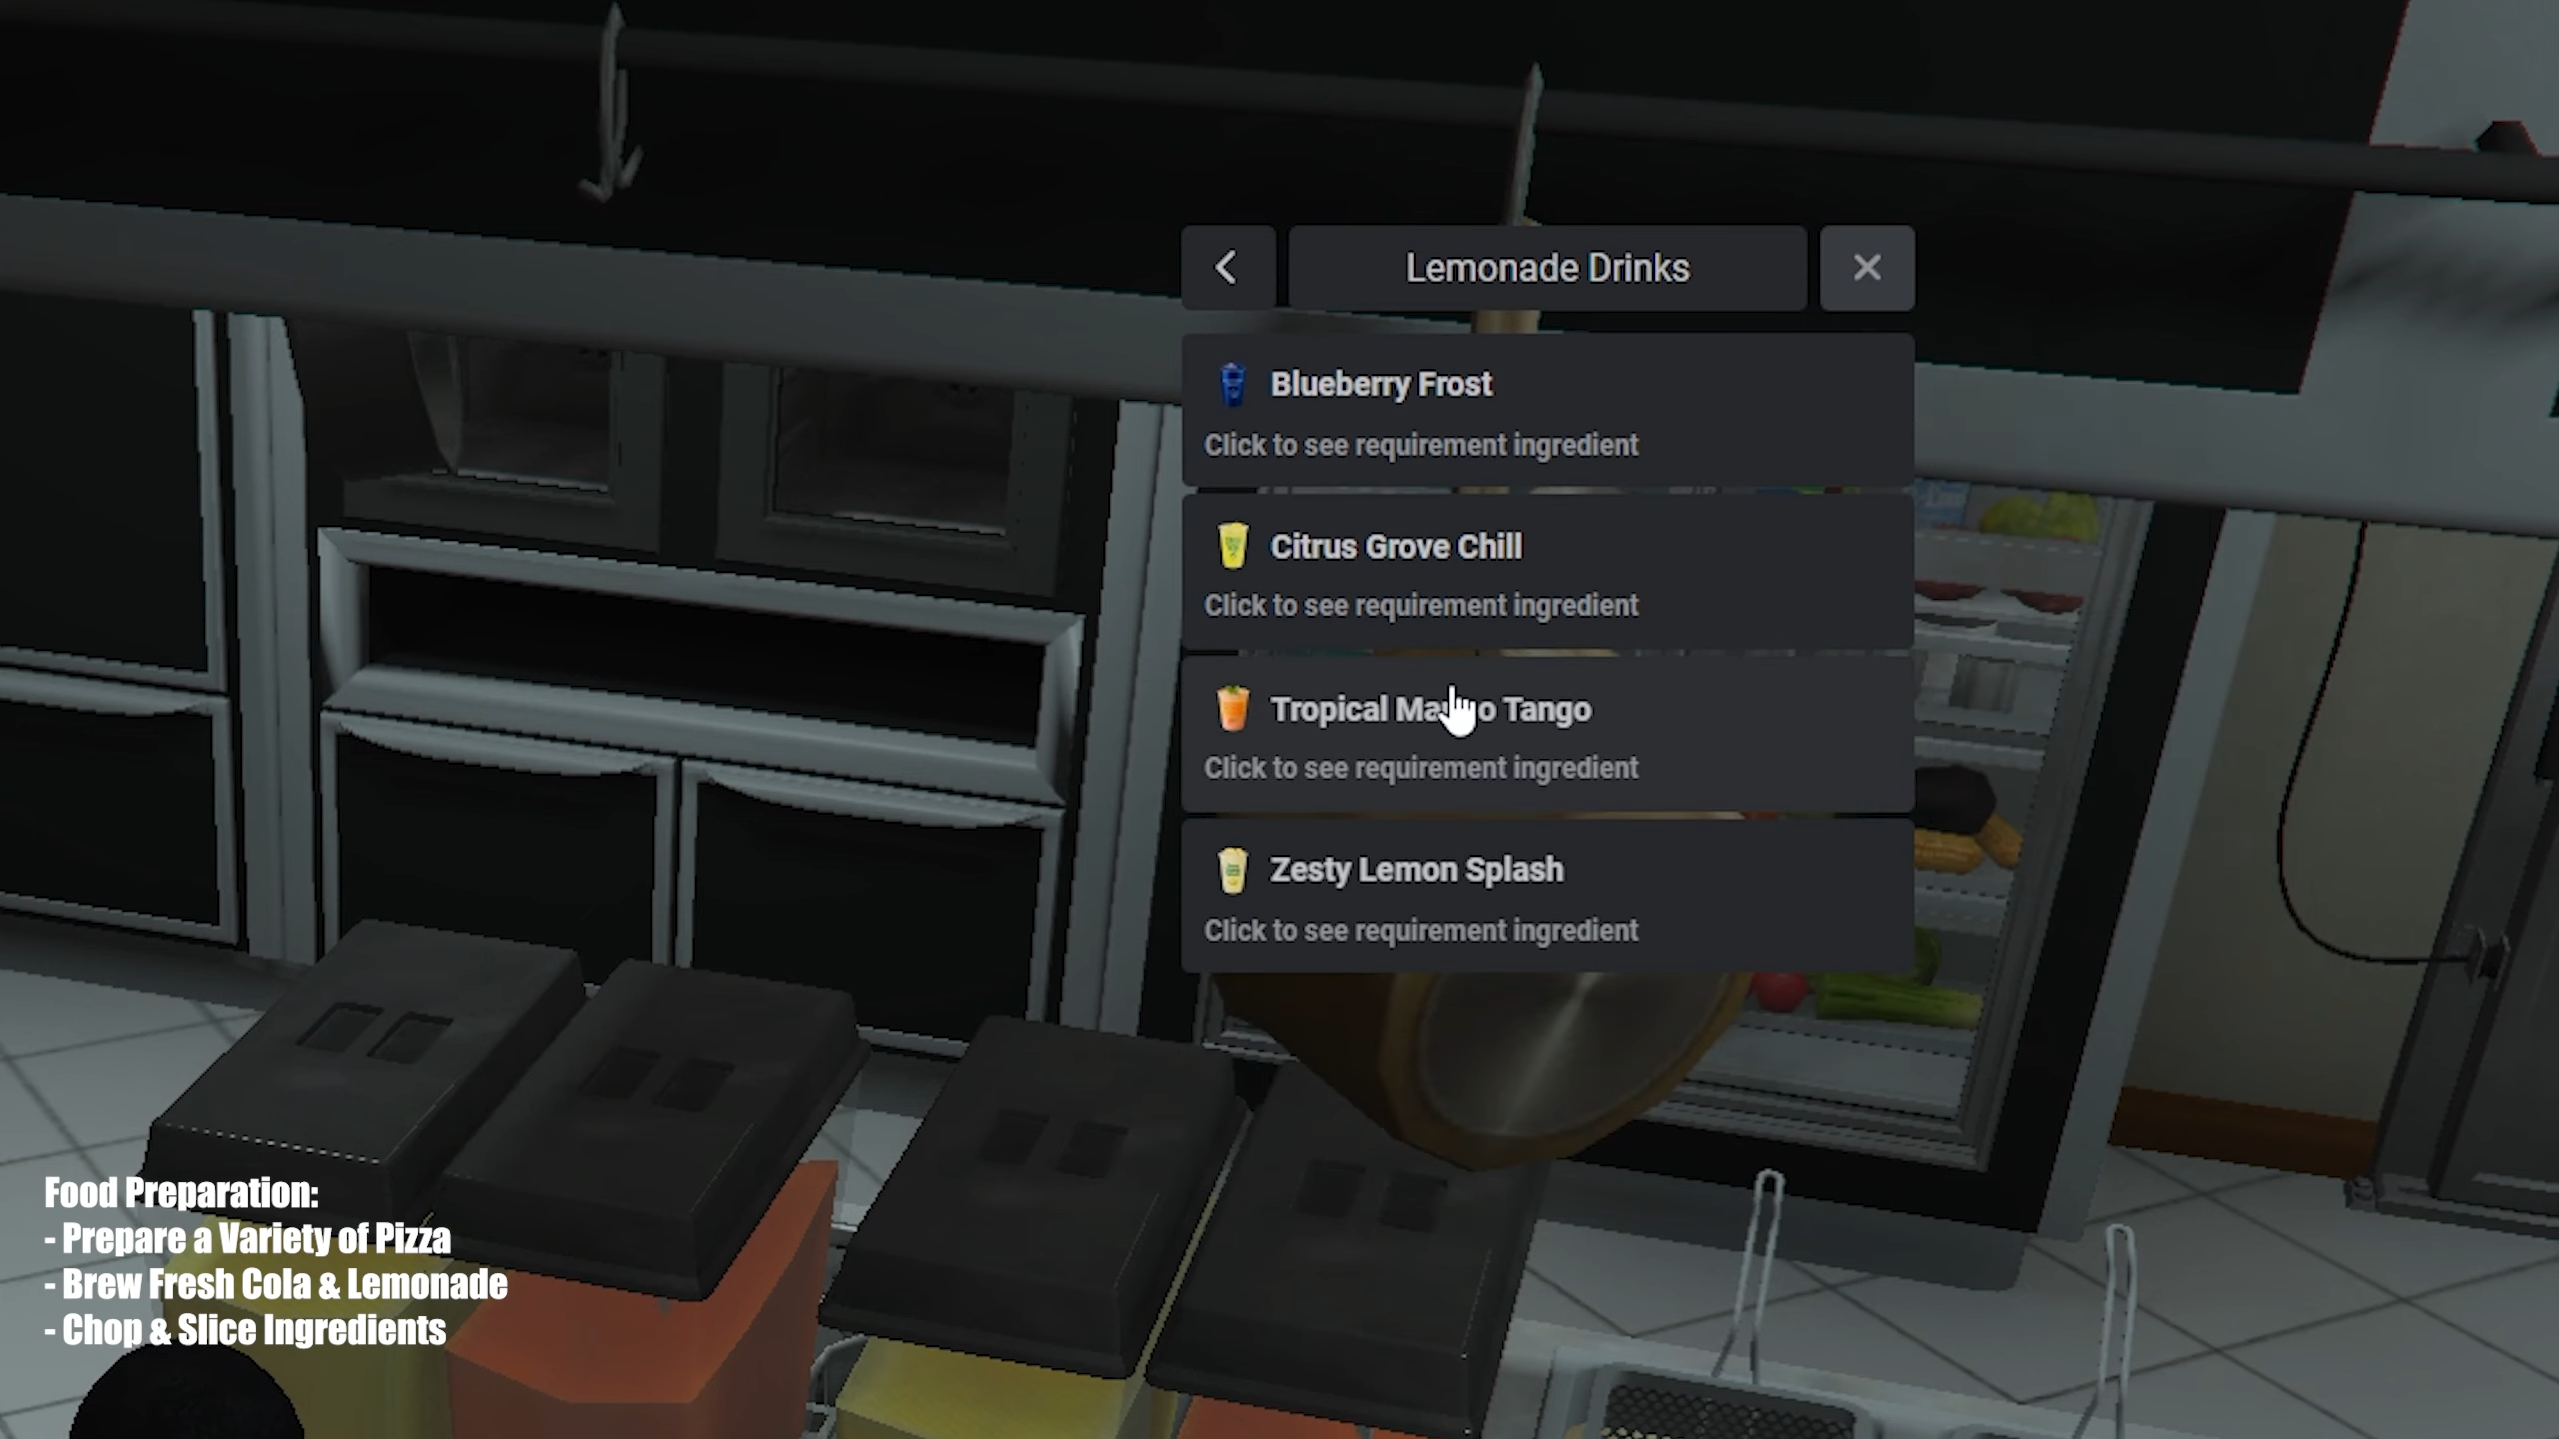 Lemonade Drinks
Blueberry Frost
Click to see requirement ingredient
Citrus Grove Chill
Click to see requirement ingredient
Tropical Tango
Click to see requirement ingredient
Zesty Lemon Splash
Click to see requirement ingredient
Food Preparation:
- Prepare a Variety of Pizza
- Brew Fresh Cola & Lemonade
- Chop & Slice Ingredients